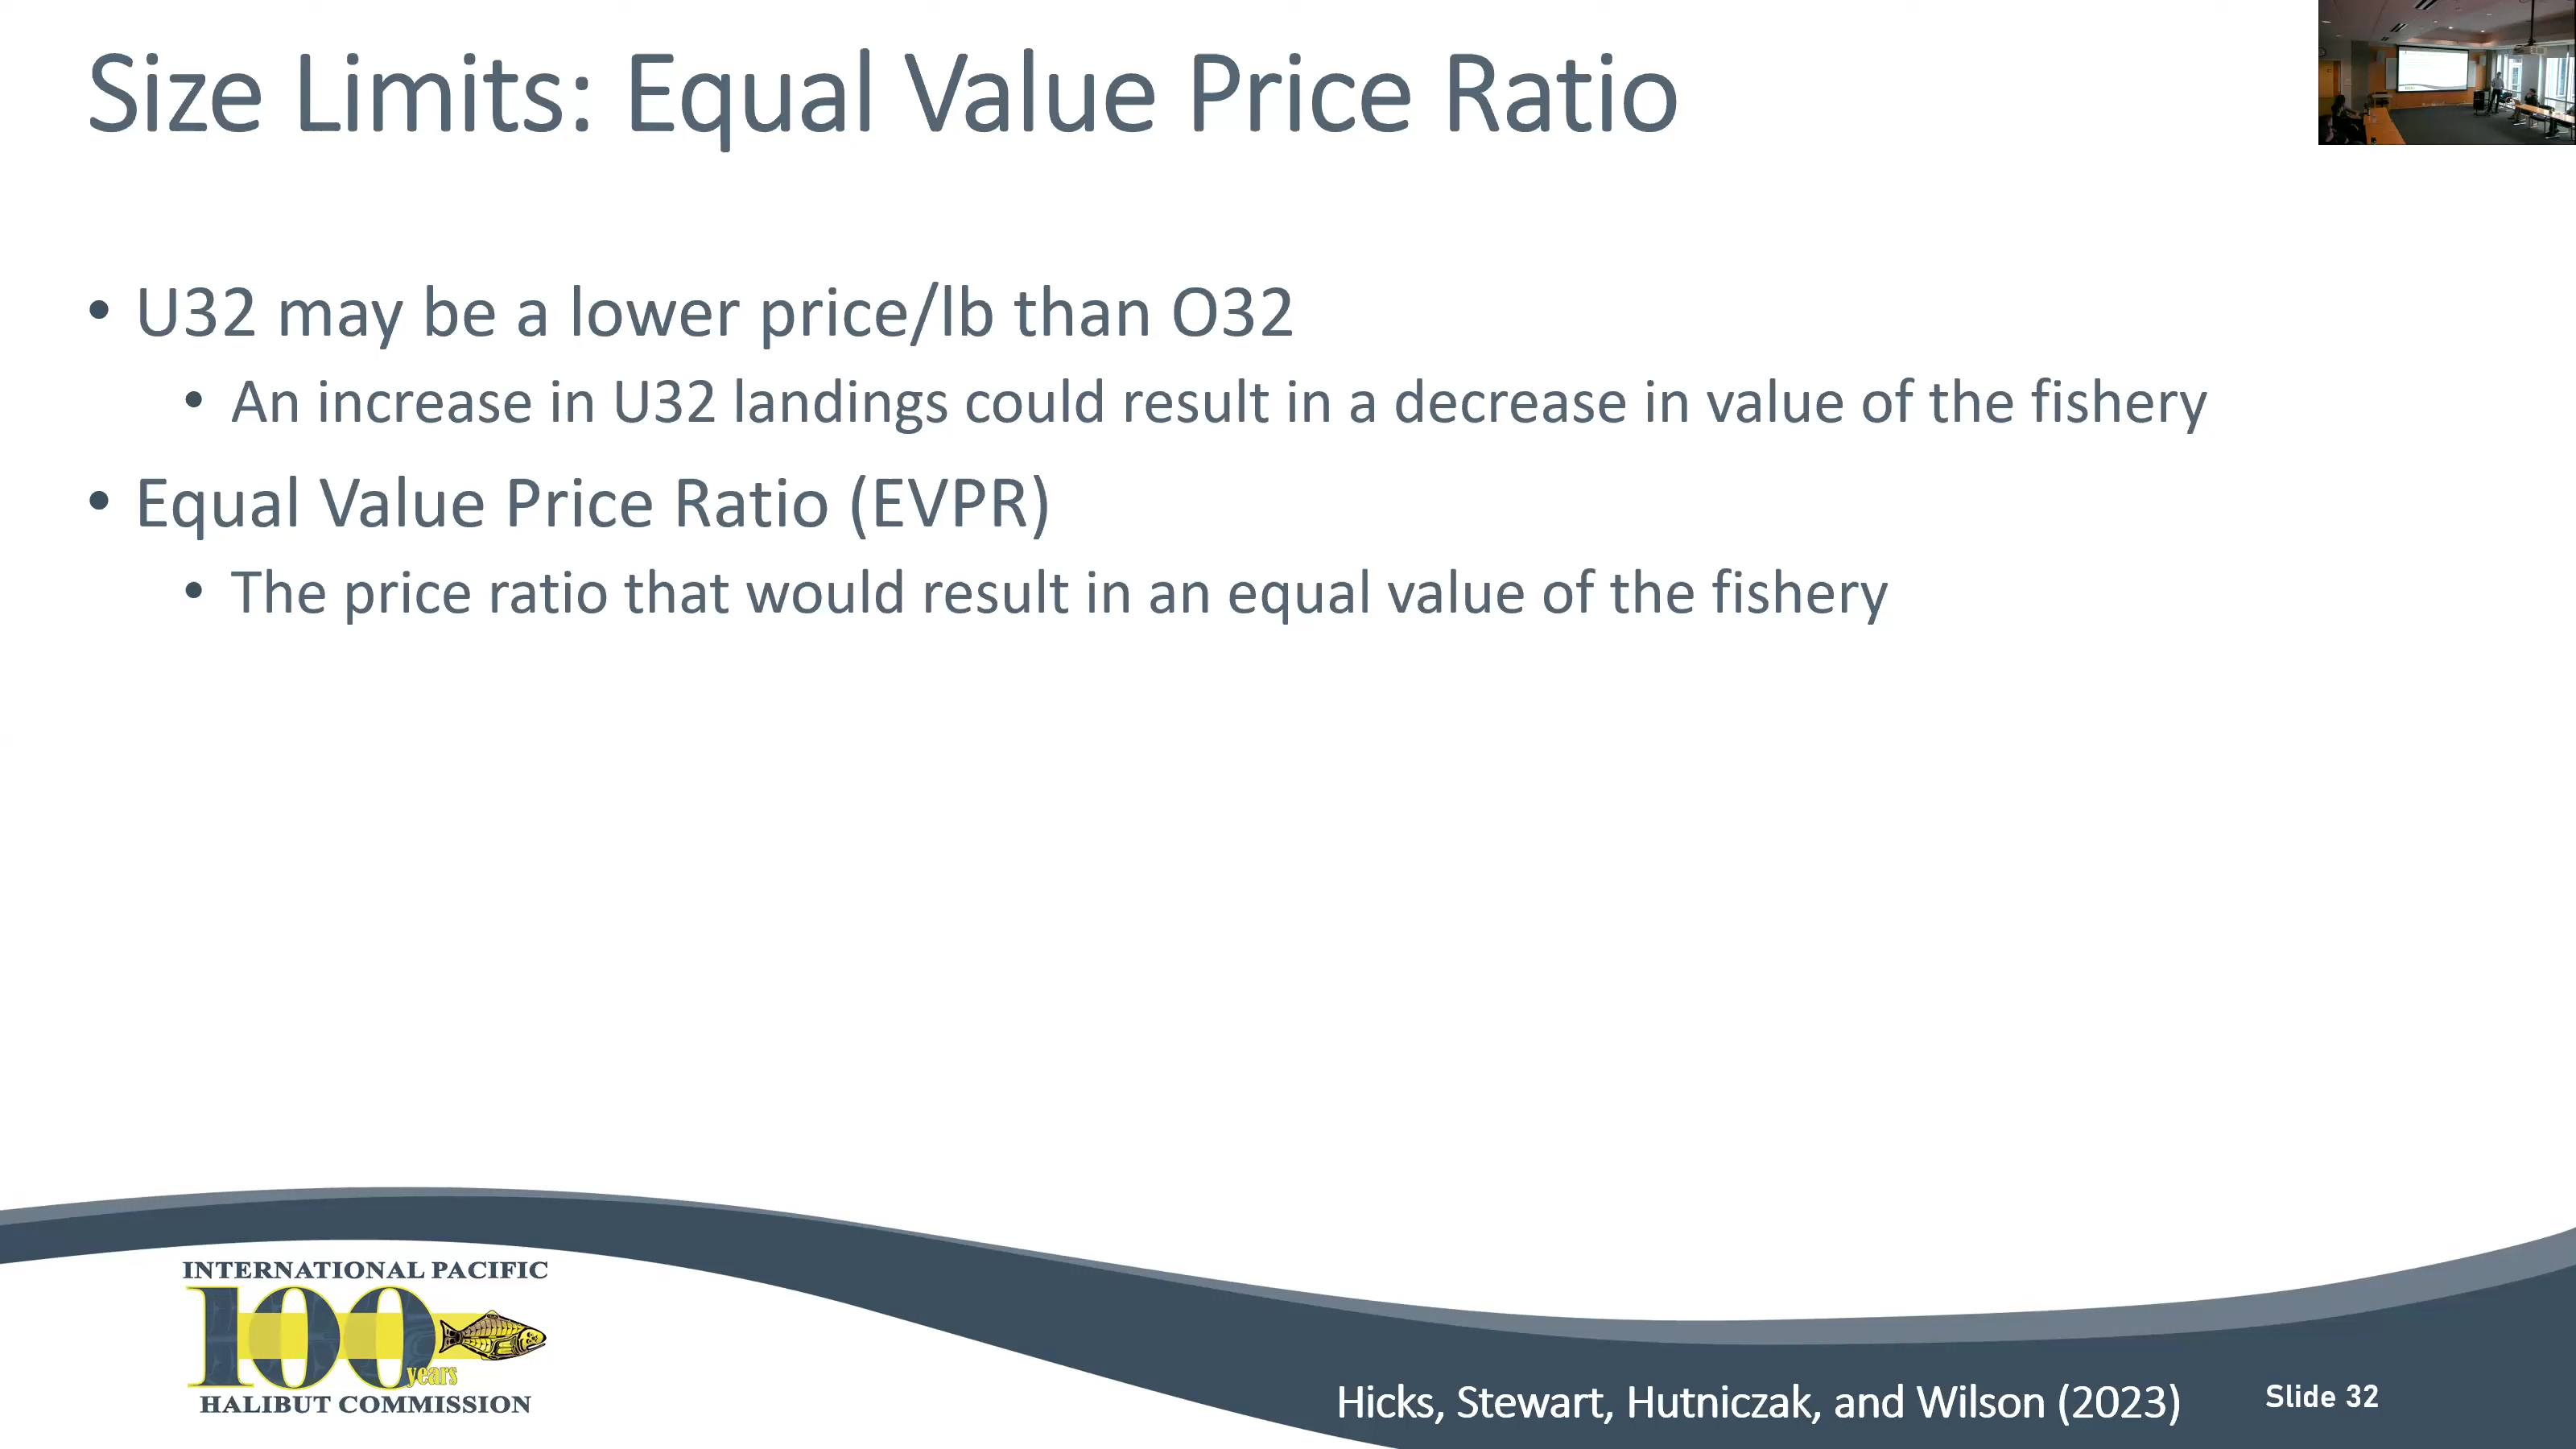 Size Limits: Equal Value Price Ratio
• U32 may be a lower price/lb than O32
• An increase in U32 landings could result in a decrease in value of the fishery
• Equal Value Price Ratio (EVPR)
• The price ratio that would result in an equal value of the fishery
INTERNATIONAL PACIFIC
100 years
HALIBUT COMMISSION
Hicks, Stewart, Hutniczak, and Wilson (2023)
Slide 32